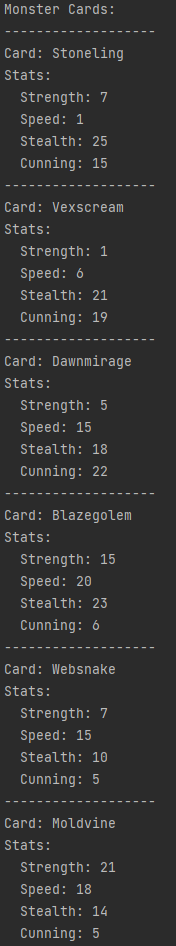 Monster Cards:
-------------------
Card: Stoneling
Stats:
  Strength: 7
  Speed: 1
  Stealth: 25
  Cunning: 15
-------------------
Card: Vexscream
Stats:
  Strength: 1
  Speed: 6
  Stealth: 21
  Cunning: 19
-------------------
Card: Dawnmirage
Stats:
  Strength: 5
  Speed: 15
  Stealth: 18
  Cunning: 22
-------------------
Card: Blazegolem
Stats:
  Strength: 15
  Speed: 20
  Stealth: 23
  Cunning: 6
-------------------
Card: Websnake
Stats:
  Strength: 7
  Speed: 15
  Stealth: 10
  Cunning: 5
-------------------
Card: Moldvine
Stats:
  Strength: 21
  Speed: 18
  Stealth: 14
  Cunning: 5